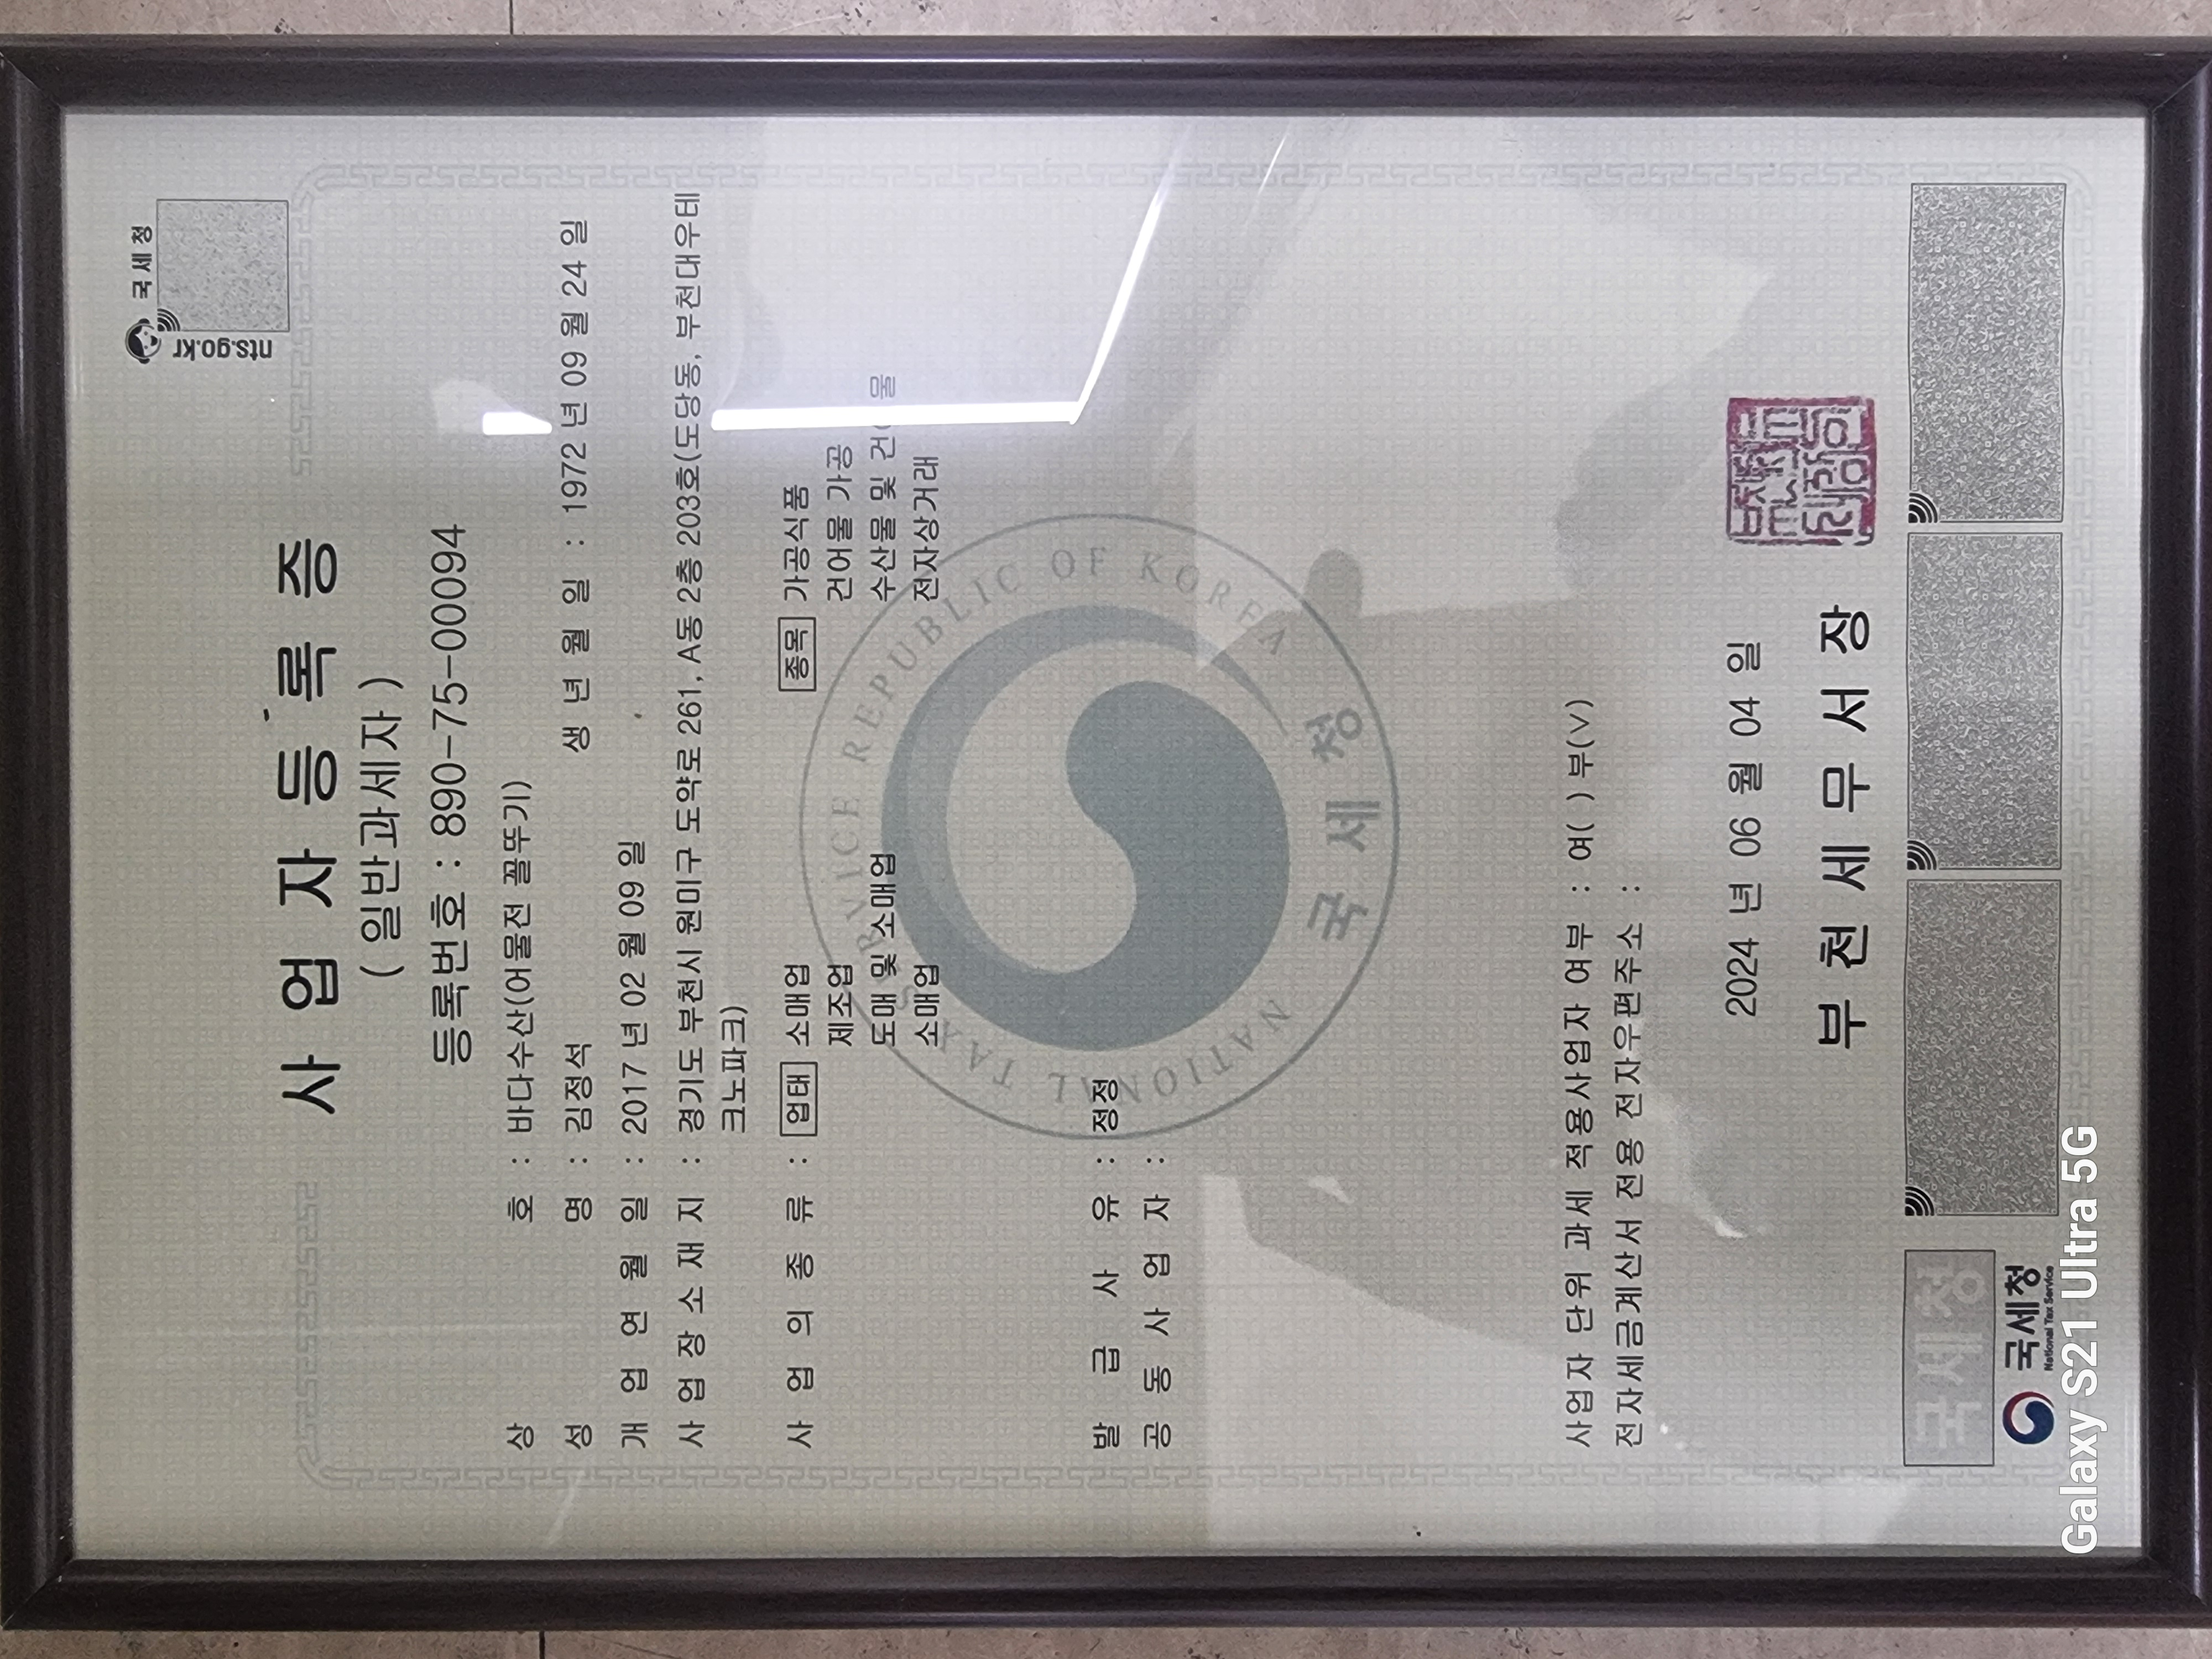 국세청
nts.go.kr
사업자등록증
( 일반과세자 )
등록번호 : 890-75-00094
상 호 : 바다수산(어물전 꼴뚜기)
성 명 : 김정석 생 년 월 일 : 1972 년 09 월 24 일
개 업 연 월 일 : 2017 년 02 월 09 일
사 업 장 소 재 지 : 경기도 부천시 원미구 도약로 261, A동 2층 203호(도당동, 부천대우테
크노파크)
사 업 의 종 류 : 업태 소매업 종목 가공식품
제조업 건어물 가공
도매 및 소매업 수산물 및
소매업 전자상거래
NATIONAL TAX SERVICE REPUBLIC OF KOREA
국세청
발 급 사 유 : 정정
공 동 사 업 자 :
사업자 단위 과세 적용사업자 여부 : 여( ) 부(∨)
전자세금계산서 전용 전자우편주소 :
2024 년 06 월 04 일
부 천 세 무 서 장
국세청
국세청
National Tax Service
Galaxy S21 Ultra 5G